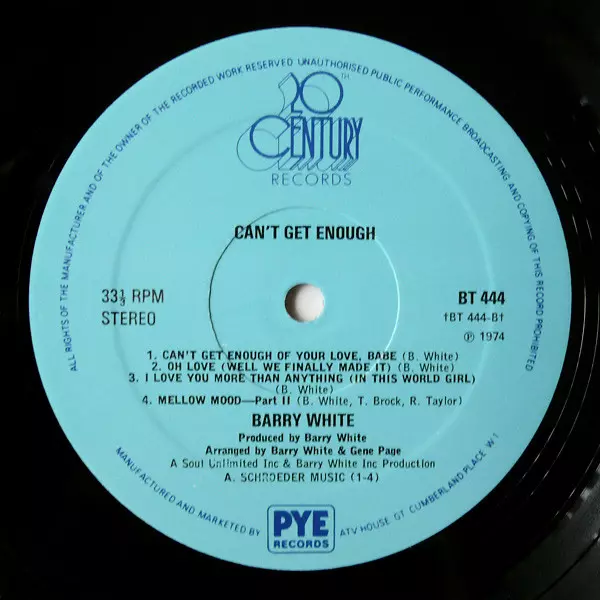 ALL RIGHTS OF THE MANUFACTURER AND OF THE OWNER OF THE RECORDED WORK RESERVED UNAUTHORISED PUBLIC PERFORMANCE BROADCASTING AND COPYING OF THIS RECORD PROHIBITED
20TH
CENTURY
RECORDS
CAN'T GET ENOUGH
33⅓ RPM
STEREO
BT 444
†BT 444-B†
℗ 1974
1. CAN'T GET ENOUGH OF YOUR LOVE, BABE (B. White)
2. OH LOVE (WELL WE FINALLY MADE IT) (B. White)
3. I LOVE YOU MORE THAN ANYTHING (IN THIS WORLD GIRL)
(B. White)
4. MELLOW MOOD—Part II (B. White, T. Brock, R. Taylor)
BARRY WHITE
Produced by Barry White
Arranged by Barry White & Gene Page
A Soul Unlimited Inc & Barry White Inc Production
A. SCHROEDER MUSIC (1-4)
MANUFACTURED AND MARKETED BY
PYE
RECORDS
ATV HOUSE GT CUMBERLAND PLACE W1